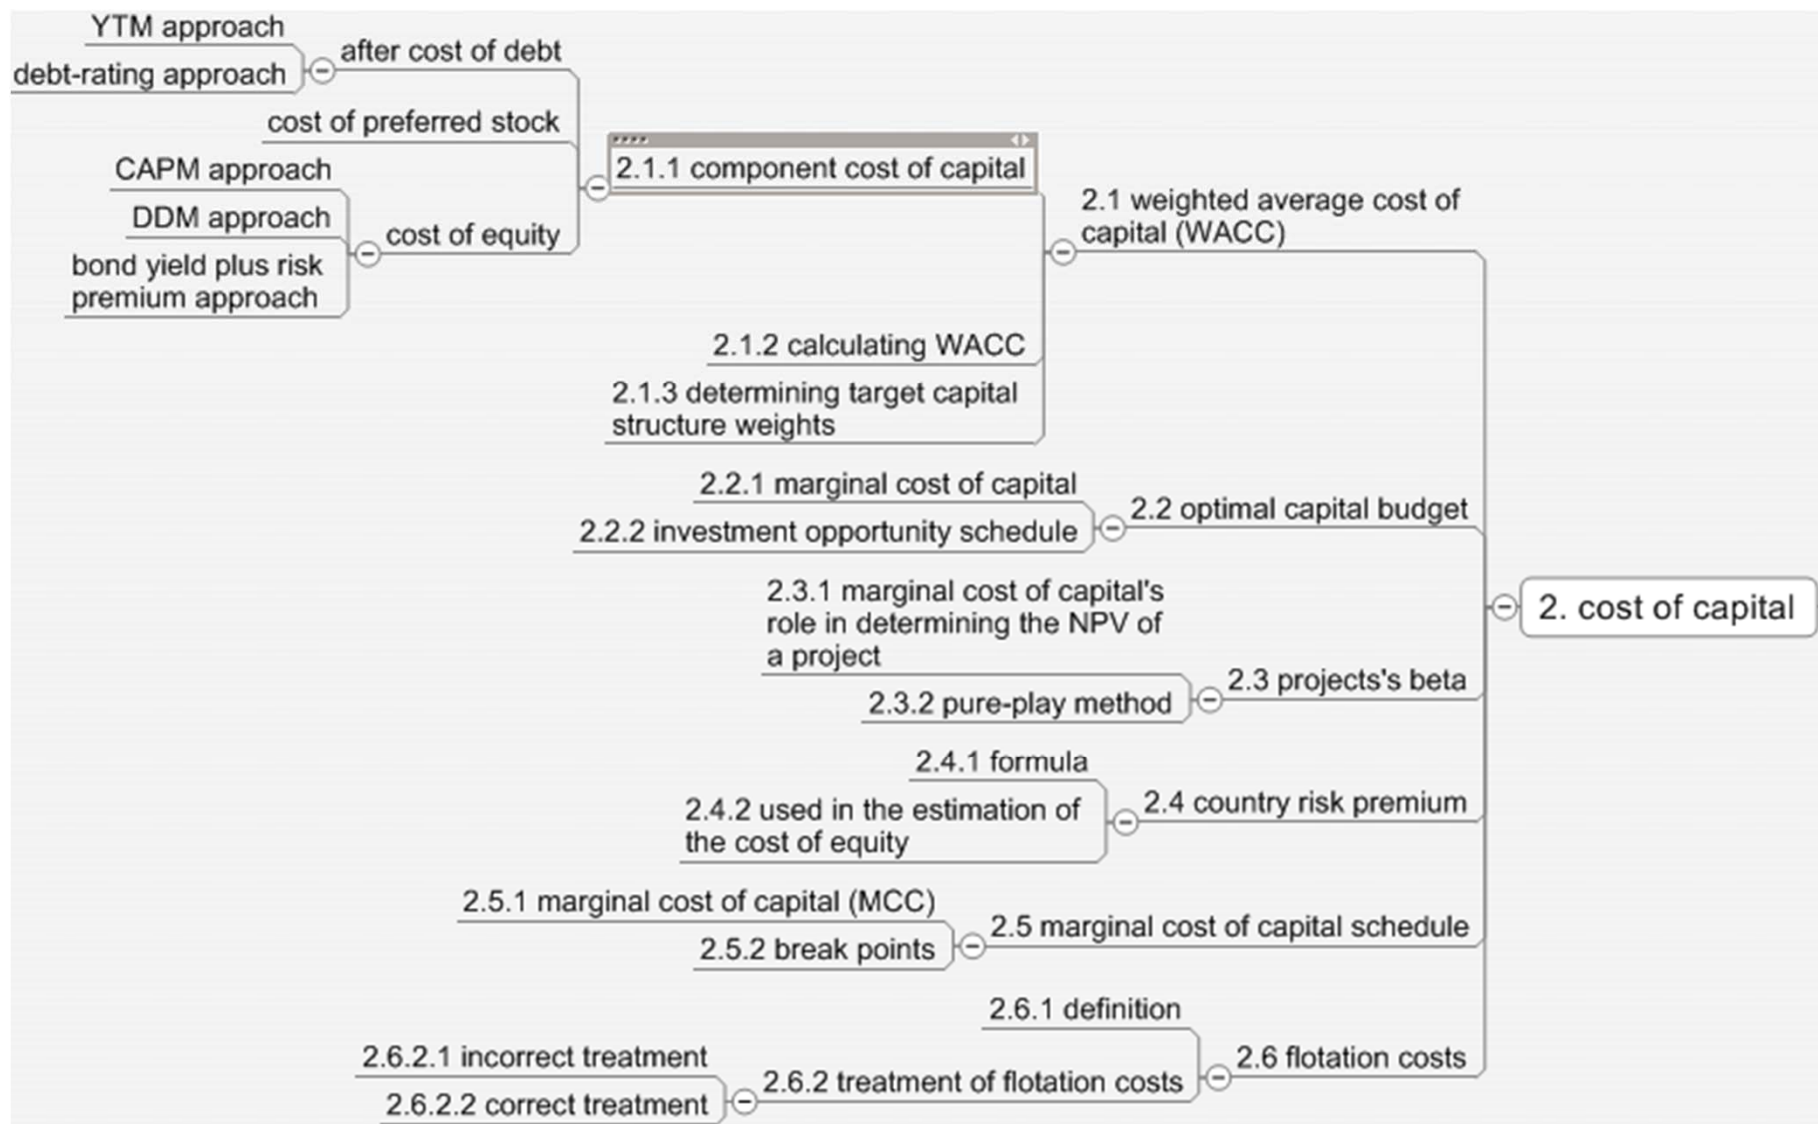 YTM approach
debt-rating approach
after cost of debt
cost of preferred stock
CAPM approach
DDM approach
bond yield plus risk
premium approach
cost of equity
2.1.1 component cost of capital
2.1 weighted average cost of
capital (WACC)
2.1.2 calculating WACC
2.1.3 determining target capital
structure weights
2.2.1 marginal cost of capital
2.2.2 investment opportunity schedule
2.2 optimal capital budget
2. cost of capital
2.3.1 marginal cost of capital's
role in determining the NPV of
a project
2.3.2 pure-play method
2.3 projects's beta
2.4.1 formula
2.4.2 used in the estimation of
the cost of equity
2.4 country risk premium
2.5.1 marginal cost of capital (MCC)
2.5.2 break points
2.5 marginal cost of capital schedule
2.6.1 definition
2.6.2.1 incorrect treatment
2.6.2.2 correct treatment
2.6.2 treatment of flotation costs
2.6 flotation costs